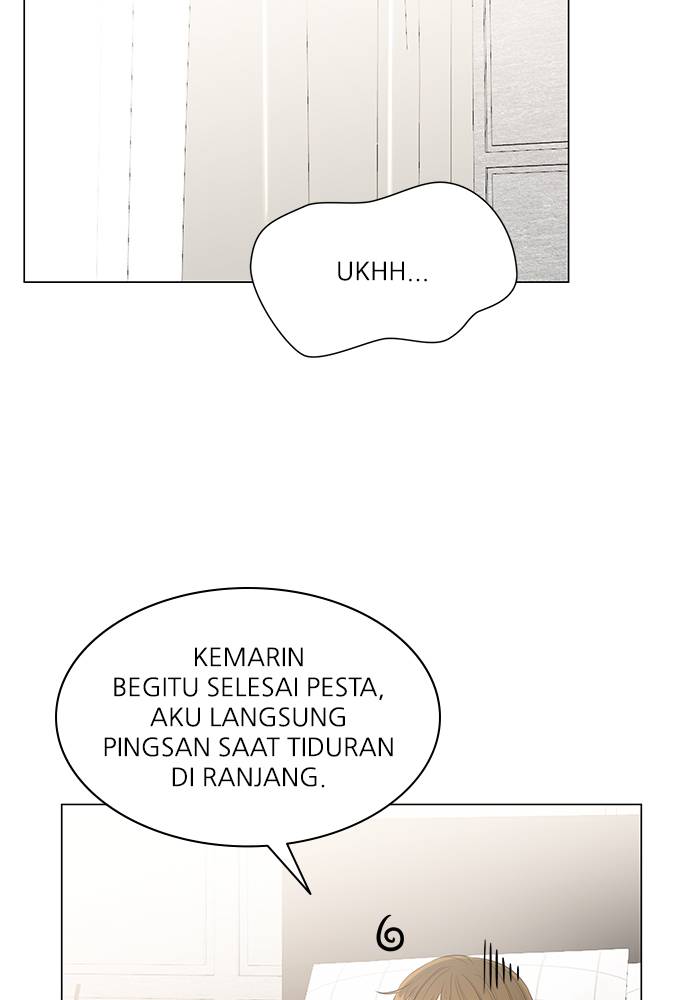 UKHH...
KEMARIN
BEGITU SELESAI PESTA,
AKU LANGSUNG
PINGSAN SAAT TIDURAN
DI RANJANG.